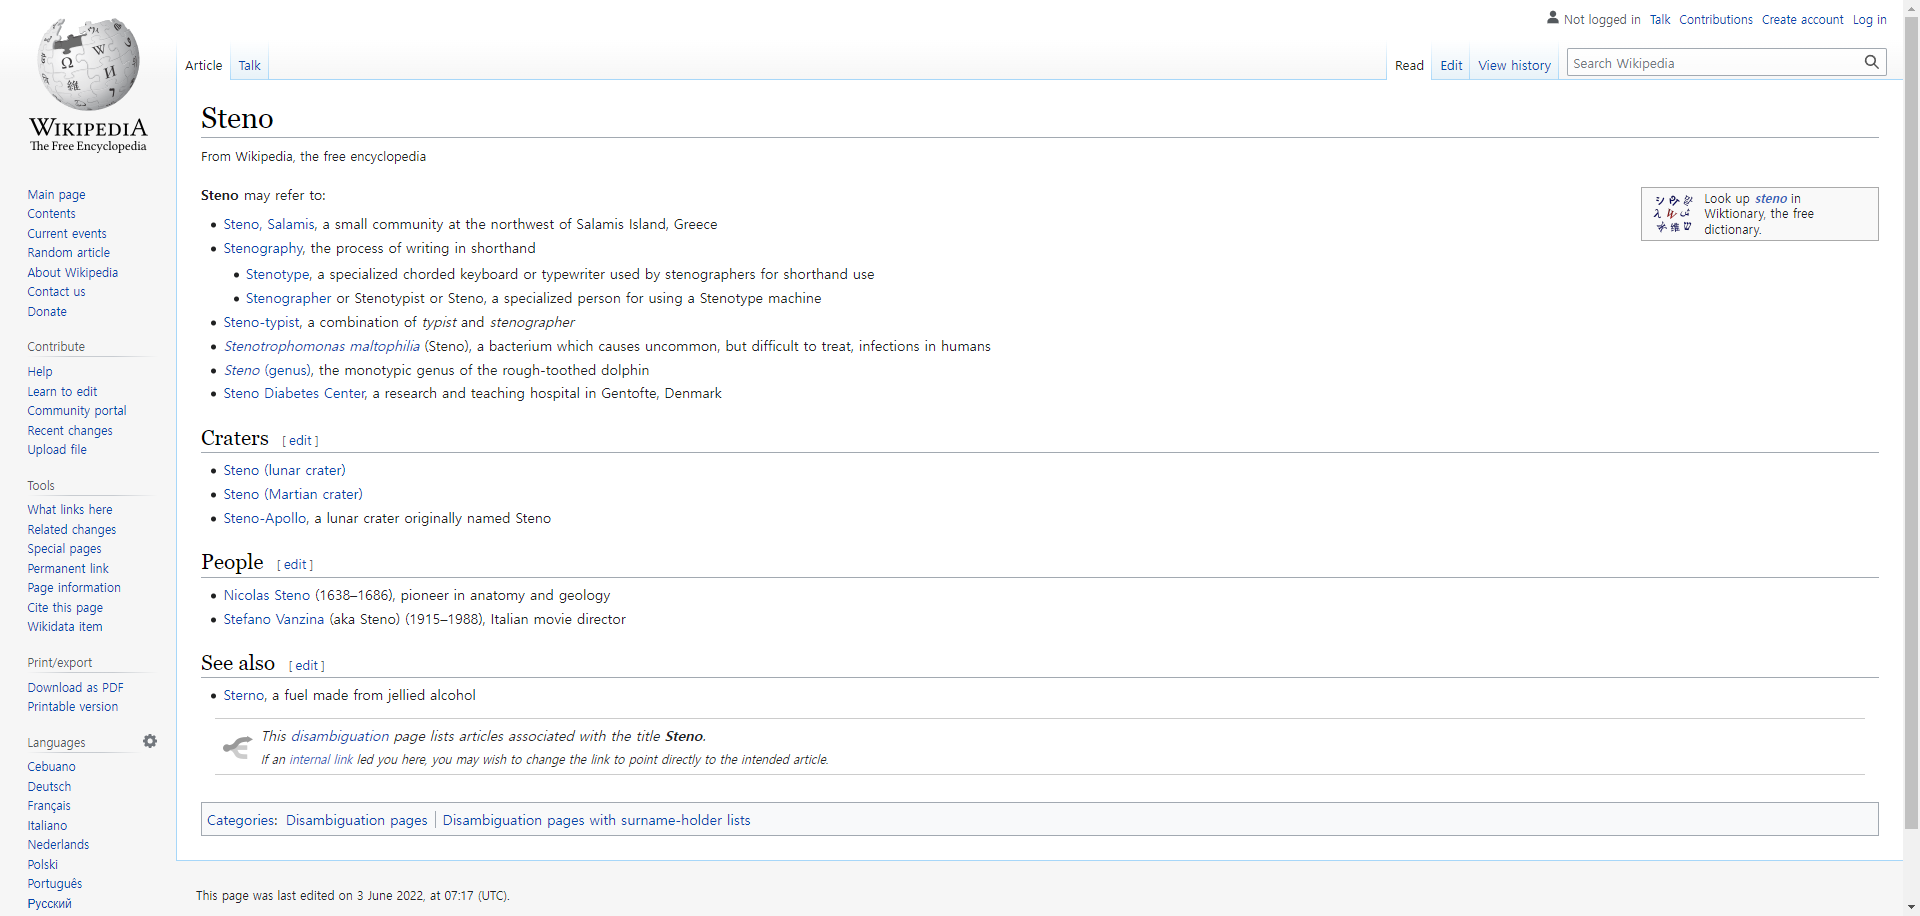 Not logged in Talk Contributions Create account Log in
Article Talk Read Edit View history Search Wikipedia
WIKIPEDIA
The Free Encyclopedia
Main page
Contents
Current events
Random article
About Wikipedia
Contact us
Donate
Contribute
Help
Learn to edit
Community portal
Recent changes
Upload file
Tools
What links here
Related changes
Special pages
Permanent link
Page information
Cite this page
Wikidata item
Print/export
Download as PDF
Printable version
Languages
Cebuano
Deutsch
Français
Italiano
Nederlands
Polski
Português
Русский
Steno
From Wikipedia, the free encyclopedia
Look up steno in
Wiktionary, the free
dictionary.
Steno may refer to:
Steno, Salamis, a small community at the northwest of Salamis Island, Greece
Stenography, the process of writing in shorthand
Stenotype, a specialized chorded keyboard or typewriter used by stenographers for shorthand use
Stenographer or Stenotypist or Steno, a specialized person for using a Stenotype machine
Steno-typist, a combination of typist and stenographer
Stenotrophomonas maltophilia (Steno), a bacterium which causes uncommon, but difficult to treat, infections in humans
Steno (genus), the monotypic genus of the rough-toothed dolphin
Steno Diabetes Center, a research and teaching hospital in Gentofte, Denmark
Craters [ edit ]
Steno (lunar crater)
Steno (Martian crater)
Steno-Apollo, a lunar crater originally named Steno
People [ edit ]
Nicolas Steno (1638–1686), pioneer in anatomy and geology
Stefano Vanzina (aka Steno) (1915–1988), Italian movie director
See also [ edit ]
Sterno, a fuel made from jellied alcohol
This disambiguation page lists articles associated with the title Steno.
If an internal link led you here, you may wish to change the link to point directly to the intended article.
Categories: Disambiguation pages | Disambiguation pages with surname-holder lists
This page was last edited on 3 June 2022, at 07:17 (UTC).